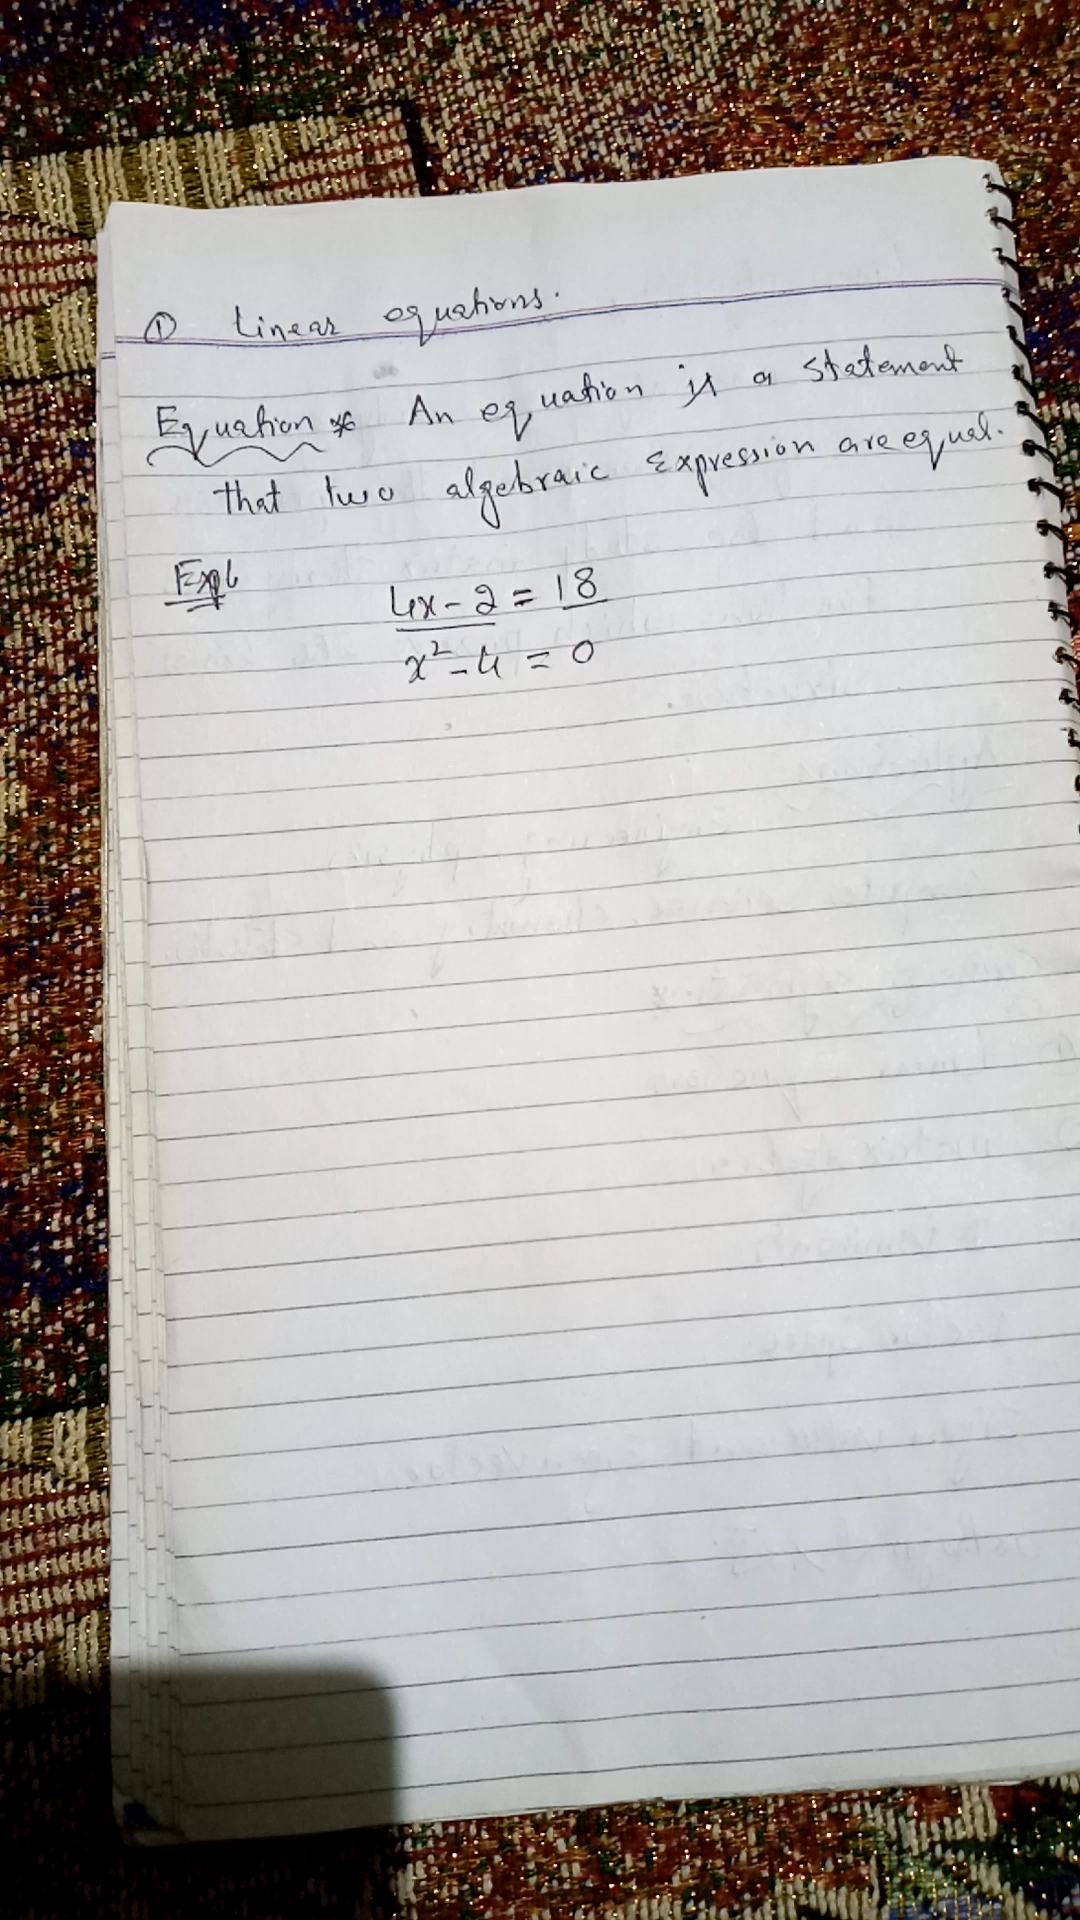 ① Linear equations.
Equation * An equation is a statement
that two algebraic Expression are equal.
Expl
4x - 2 = 18
x² - 4 = 0